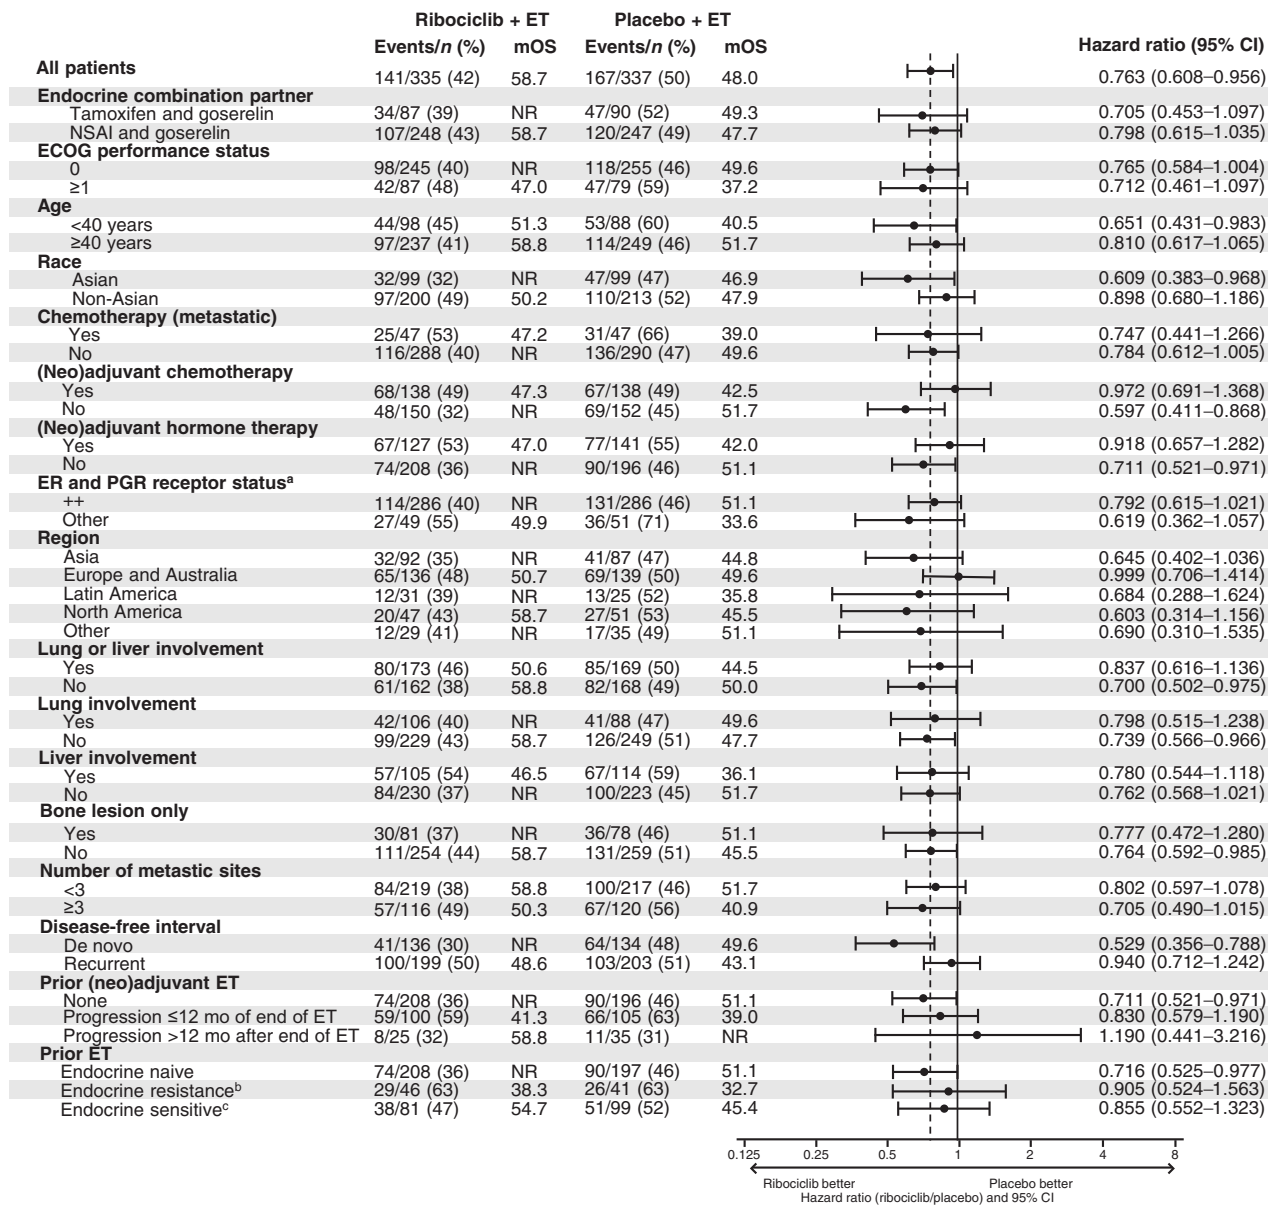 Ribociclib + ET Placebo + ET
Events/n (%) mOS Events/n (%) mOS Hazard ratio (95% CI)
All patients 141/335 (42) 58.7 167/337 (50) 48.0 0.763 (0.608–0.956)
Endocrine combination partner
Tamoxifen and goserelin 34/87 (39) NR 47/90 (52) 49.3 0.705 (0.453–1.097)
NSAI and goserelin 107/248 (43) 58.7 120/247 (49) 47.7 0.798 (0.615–1.035)
ECOG performance status
0 98/245 (40) NR 118/255 (46) 49.6 0.765 (0.584–1.004)
≥1 42/87 (48) 47.0 47/79 (59) 37.2 0.712 (0.461–1.097)
Age
<40 years 44/98 (45) 51.3 53/88 (60) 40.5 0.651 (0.431–0.983)
≥40 years 97/237 (41) 58.8 114/249 (46) 51.7 0.810 (0.617–1.065)
Race
Asian 32/99 (32) NR 47/99 (47) 46.9 0.609 (0.383–0.968)
Non-Asian 97/200 (49) 50.2 110/213 (52) 47.9 0.898 (0.680–1.186)
Chemotherapy (metastatic)
Yes 25/47 (53) 47.2 31/47 (66) 39.0 0.747 (0.441–1.266)
No 116/288 (40) NR 136/290 (47) 49.6 0.784 (0.612–1.005)
(Neo)adjuvant chemotherapy
Yes 68/138 (49) 47.3 67/138 (49) 42.5 0.972 (0.691–1.368)
No 48/150 (32) NR 69/152 (45) 51.7 0.597 (0.411–0.868)
(Neo)adjuvant hormone therapy
Yes 67/127 (53) 47.0 77/141 (55) 42.0 0.918 (0.657–1.282)
No 74/208 (36) NR 90/196 (46) 51.1 0.711 (0.521–0.971)
ER and PGR receptor statusᵃ
++ 114/286 (40) NR 131/286 (46) 51.1 0.792 (0.615–1.021)
Other 27/49 (55) 49.9 36/51 (71) 33.6 0.619 (0.362–1.057)
Region
Asia 32/92 (35) NR 41/87 (47) 44.8 0.645 (0.402–1.036)
Europe and Australia 65/136 (48) 50.7 69/139 (50) 49.6 0.999 (0.706–1.414)
Latin America 12/31 (39) NR 13/25 (52) 35.8 0.684 (0.288–1.624)
North America 20/47 (43) 58.7 27/51 (53) 45.5 0.603 (0.314–1.156)
Other 12/29 (41) NR 17/35 (49) 51.1 0.690 (0.310–1.535)
Lung or liver involvement
Yes 80/173 (46) 50.6 85/169 (50) 44.5 0.837 (0.616–1.136)
No 61/162 (38) 58.8 82/168 (49) 50.0 0.700 (0.502–0.975)
Lung involvement
Yes 42/106 (40) NR 41/88 (47) 49.6 0.798 (0.515–1.238)
No 99/229 (43) 58.7 126/249 (51) 47.7 0.739 (0.566–0.966)
Liver involvement
Yes 57/105 (54) 46.5 67/114 (59) 36.1 0.780 (0.544–1.118)
No 84/230 (37) NR 100/223 (45) 51.7 0.762 (0.568–1.021)
Bone lesion only
Yes 30/81 (37) NR 36/78 (46) 51.1 0.777 (0.472–1.280)
No 111/254 (44) 58.7 131/259 (51) 45.5 0.764 (0.592–0.985)
Number of metastic sites
<3 84/219 (38) 58.8 100/217 (46) 51.7 0.802 (0.597–1.078)
≥3 57/116 (49) 50.3 67/120 (56) 40.9 0.705 (0.490–1.015)
Disease-free interval
De novo 41/136 (30) NR 64/134 (48) 49.6 0.529 (0.356–0.788)
Recurrent 100/199 (50) 48.6 103/203 (51) 43.1 0.940 (0.712–1.242)
Prior (neo)adjuvant ET
None 74/208 (36) NR 90/196 (46) 51.1 0.711 (0.521–0.971)
Progression ≤12 mo of end of ET 59/100 (59) 41.3 66/105 (63) 39.0 0.830 (0.579–1.190)
Progression >12 mo after end of ET 8/25 (32) 58.8 11/35 (31) NR 1.190 (0.441–3.216)
Prior ET
Endocrine naive 74/208 (36) NR 90/197 (46) 51.1 0.716 (0.525–0.977)
Endocrine resistanceᵇ 29/46 (63) 38.3 26/41 (63) 32.7 0.905 (0.524–1.563)
Endocrine sensitiveᶜ 38/81 (47) 54.7 51/99 (52) 45.4 0.855 (0.552–1.323)
0.125 0.25 0.5 1 2 4 8
Ribociclib better Placebo better
Hazard ratio (ribociclib/placebo) and 95% CI